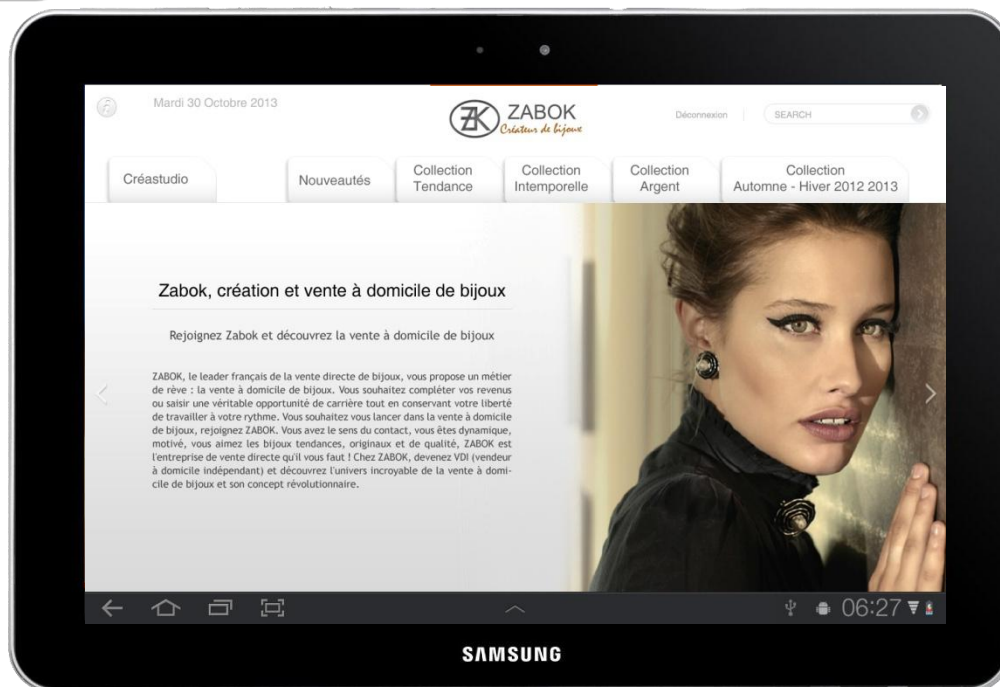 Mardi 30 Octobre 2013
ZK ZABOK
Créateur de bijoux
Déconnexion
SEARCH
Créastudio
Nouveautés
Collection
Tendance
Collection
Intemporelle
Collection
Argent
Collection
Automne - Hiver 2012 2013
Zabok, création et vente à domicile de bijoux
Rejoignez Zabok et découvrez la vente à domicile de bijoux
ZABOK, le leader français de la vente directe de bijoux, vous propose un métier
de rêve : la vente à domicile de bijoux. Vous souhaitez compléter vos revenus
ou saisir une véritable opportunité de carrière tout en conservant votre liberté
de travailler à votre rythme. Vous souhaitez vous lancer dans la vente à domicile
de bijoux, rejoignez ZABOK. Vous avez le sens du contact, vous êtes dynamique,
motivé, vous aimez les bijoux tendances, originaux et de qualité, ZABOK est
l'entreprise de vente directe qu'il vous faut ! Chez ZABOK, devenez VDI (vendeur
à domicile indépendant) et découvrez l'univers incroyable de la vente à domi-
cile de bijoux et son concept révolutionnaire.
06:27
SAMSUNG